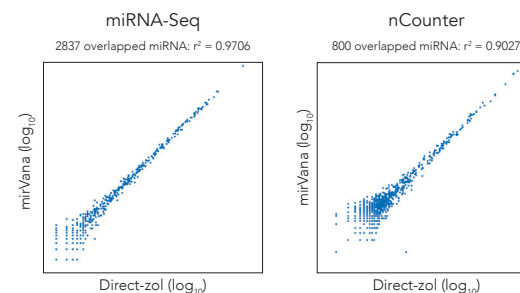 miRNA-Seq
2837 overlapped miRNA: r² = 0.9706
mirVana (log₁₀)
Direct-zol (log₁₀)
nCounter
800 overlapped miRNA: r² = 0.9027
mirVana (log₁₀)
Direct-zol (log₁₀)